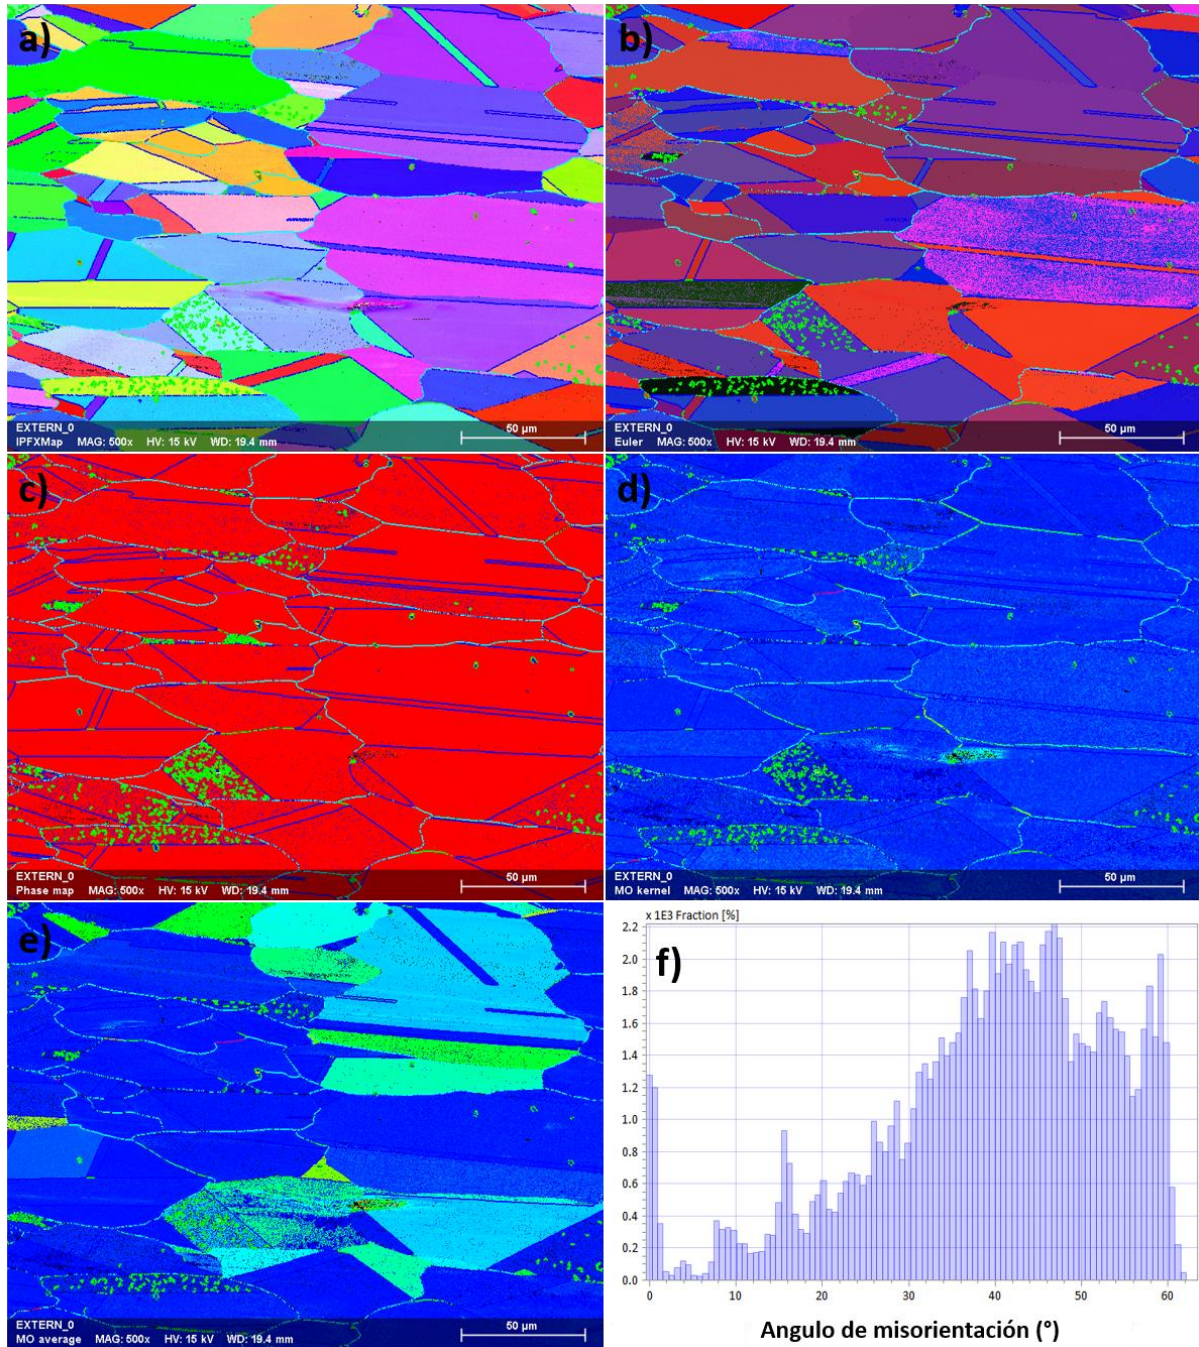 a)
EXTERN_0
IPFXMap MAG: 500x HV: 15 kV WD: 19.4 mm
50 µm
b)
EXTERN_0
Euler MAG: 500x HV: 15 kV WD: 19.4 mm
50 µm
c)
EXTERN_0
Phase map MAG: 500x HV: 15 kV WD: 19.4 mm
50 µm
d)
EXTERN_0
MO kernel MAG: 500x HV: 15 kV WD: 19.4 mm
50 µm
e)
EXTERN_0
MO average MAG: 500x HV: 15 kV WD: 19.4 mm
50 µm
x 1E3 Fraction [%]
f)
2.2
2.0
1.8
1.6
1.4
1.2
1.0
0.8
0.6
0.4
0.2
0.0
0 10 20 30 40 50 60
Angulo de misorientación (°)